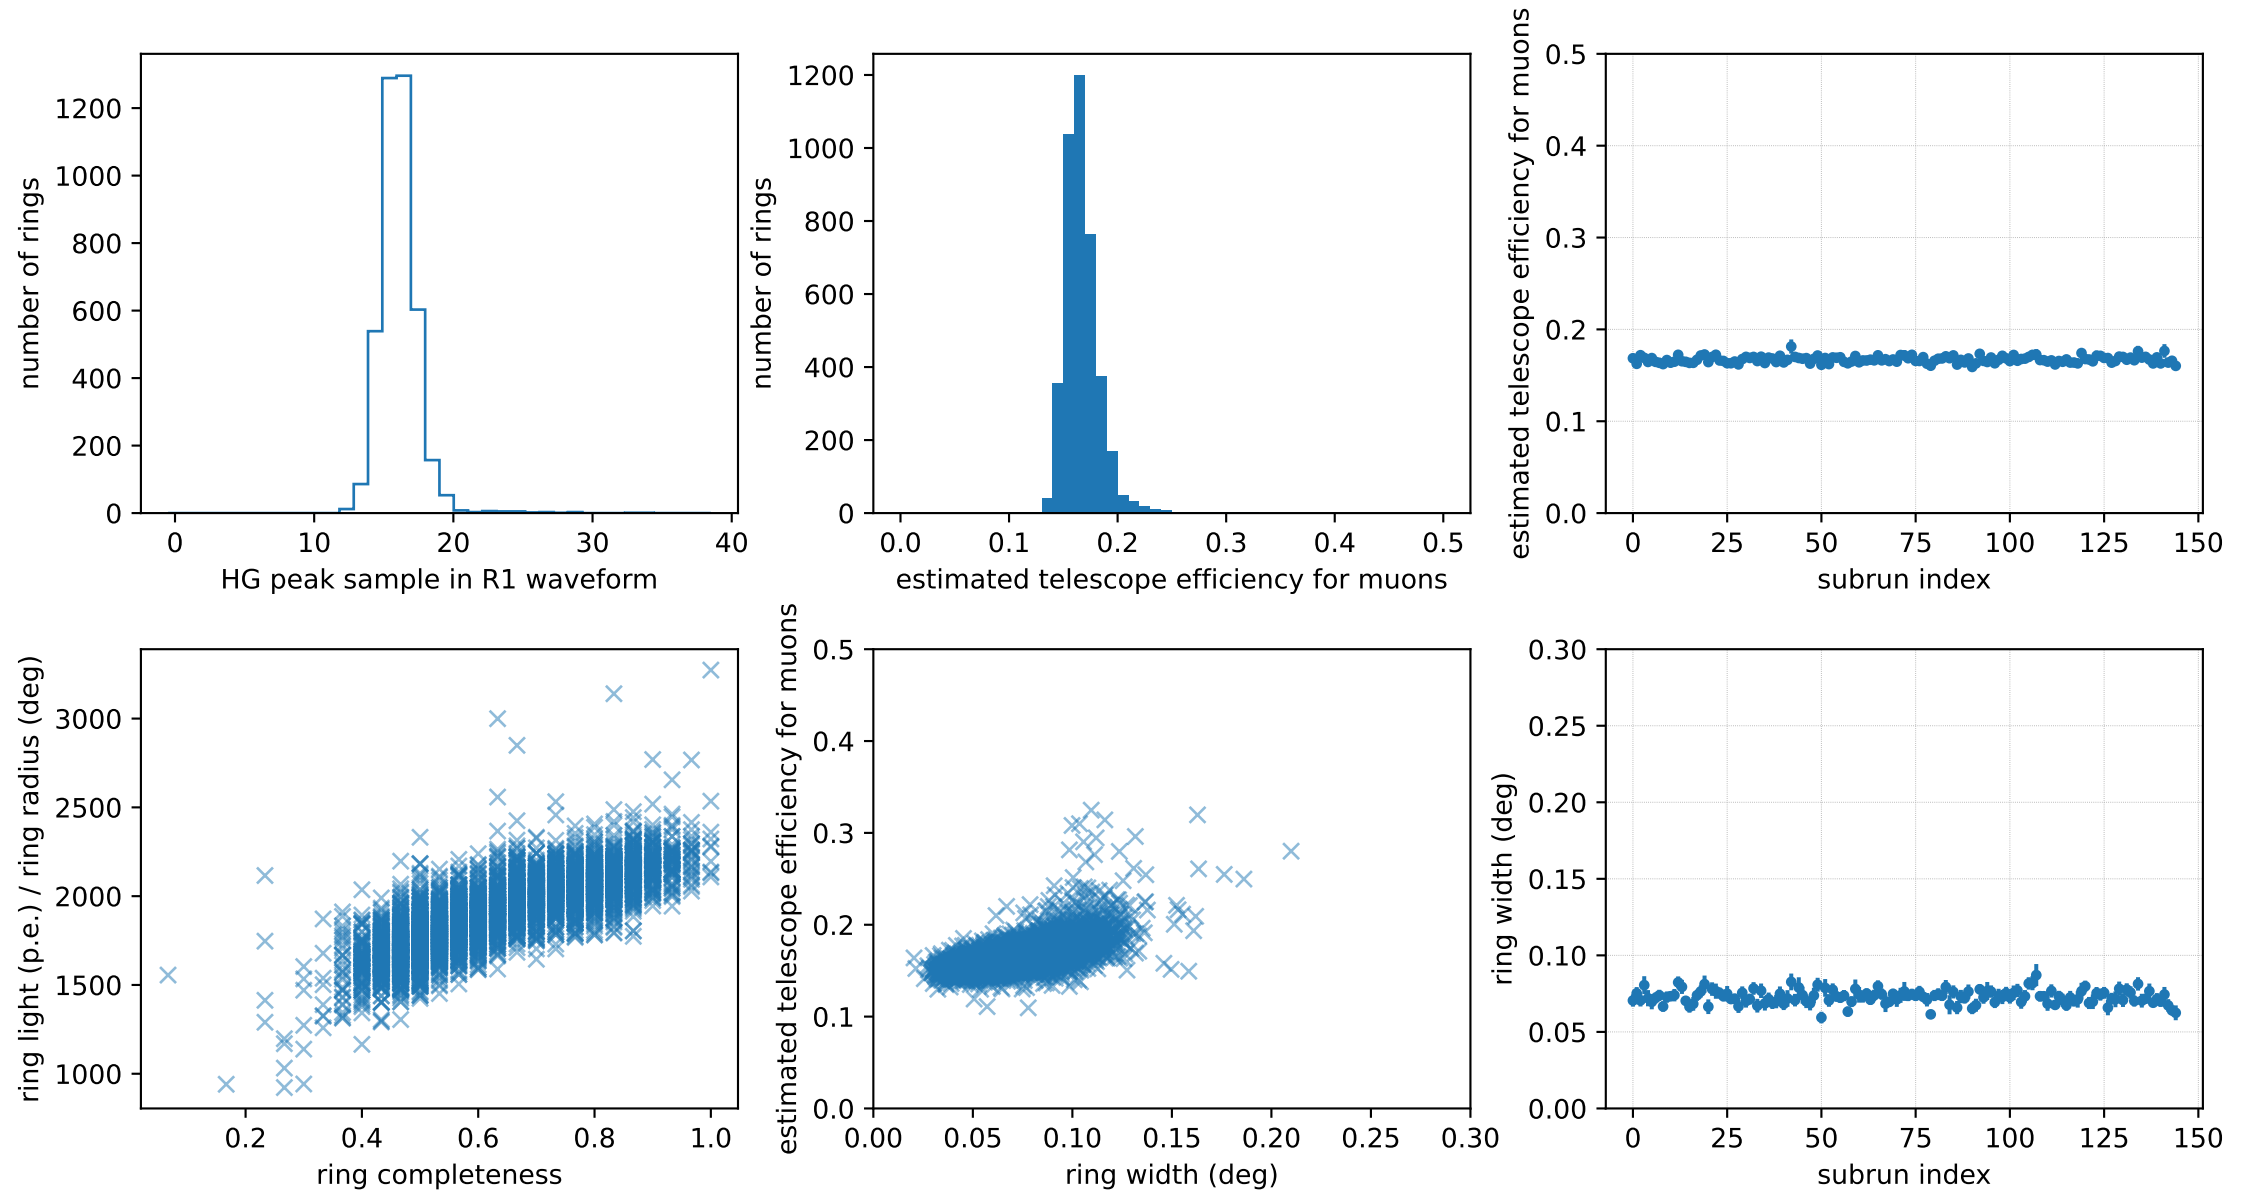 number of rings
1200
1000
800
600
400
200
0
0 10 20 30 40
HG peak sample in R1 waveform
number of rings
1200
1000
800
600
400
200
0
0.0 0.1 0.2 0.3 0.4 0.5
estimated telescope efficiency for muons
estimated telescope efficiency for muons
0.5
0.4
0.3
0.2
0.1
0.0
0 25 50 75 100 125 150
subrun index
ring light (p.e.) / ring radius (deg)
3000
2500
2000
1500
1000
0.2 0.4 0.6 0.8 1.0
ring completeness
estimated telescope efficiency for muons
0.5
0.4
0.3
0.2
0.1
0.0
0.00 0.05 0.10 0.15 0.20 0.25 0.30
ring width (deg)
ring width (deg)
0.30
0.25
0.20
0.15
0.10
0.05
0.00
0 25 50 75 100 125 150
subrun index